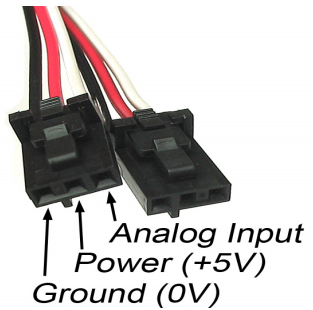 Analog Input
Power (+5V)
Ground (0V)